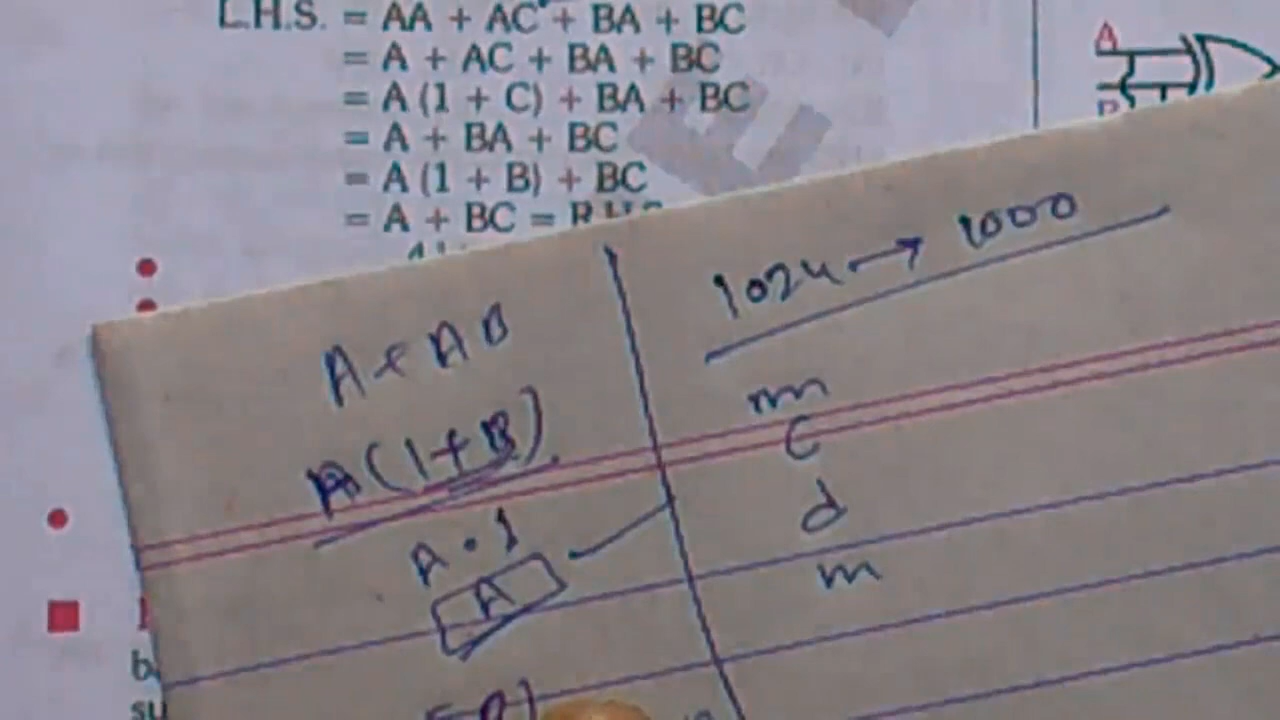 L.H.S. = AA + AC + BA + BC
= A + AC + BA + BC
= A (1 + C) + BA + BC
= A + BA + BC
= A (1 + B) + BC
= A + BC =
A
A + AB
A(1+B)
A · 1
A
1024 → 1000
m
c
d
m